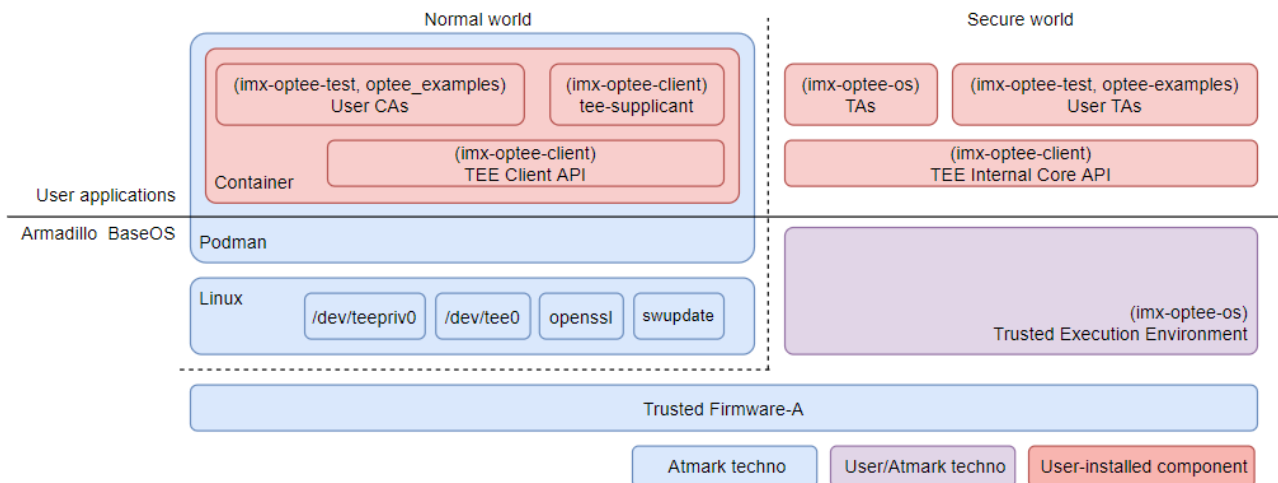 Normal world
Secure world
(imx-optee-test, optee_examples)
User CAs
(imx-optee-client)
tee-supplicant
(imx-optee-client)
TEE Client API
Container
(imx-optee-os)
TAs
(imx-optee-test, optee-examples)
User TAs
(imx-optee-client)
TEE Internal Core API
User applications
Armadillo BaseOS
Podman
Linux
/dev/teepriv0
/dev/tee0
openssl
swupdate
(imx-optee-os)
Trusted Execution Environment
Trusted Firmware-A
Atmark techno
User/Atmark techno
User-installed component